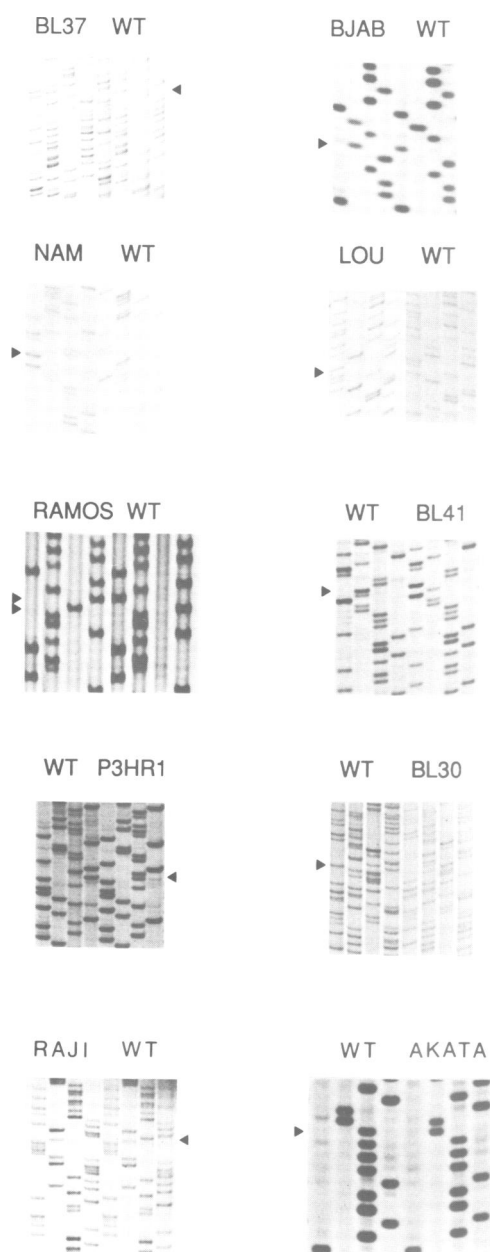 BL37 WT
BJAB WT
NAM WT
LOU WT
RAMOS WT
WT BL41
WT P3HR1
WT BL30
RAJI WT
WT AKATA